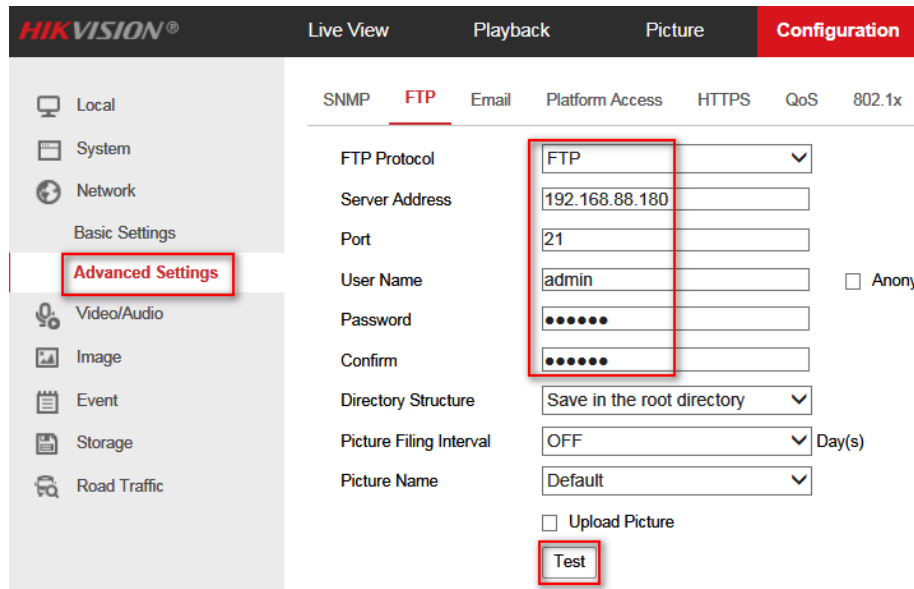 HIKVISION® Live View Playback Picture Configuration
Local
System
Network
Basic Settings
Advanced Settings
Video/Audio
Image
Event
Storage
Road Traffic
SNMP FTP Email Platform Access HTTPS QoS 802.1x
FTP Protocol FTP
Server Address 192.168.88.180
Port 21
User Name admin Anony
Password ●●●●●●
Confirm ●●●●●●
Directory Structure Save in the root directory
Picture Filing Interval OFF Day(s)
Picture Name Default
Upload Picture
Test